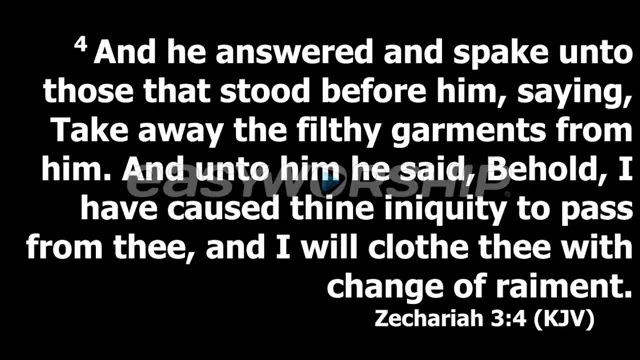 4 And he answered and spake unto
those that stood before him, saying,
Take away the filthy garments from
him. And unto him he said, Behold, I
EASYWORSHIP
have caused thine iniquity to pass
from thee, and I will clothe thee with
change of raiment.
Zechariah 3:4 (KJV)